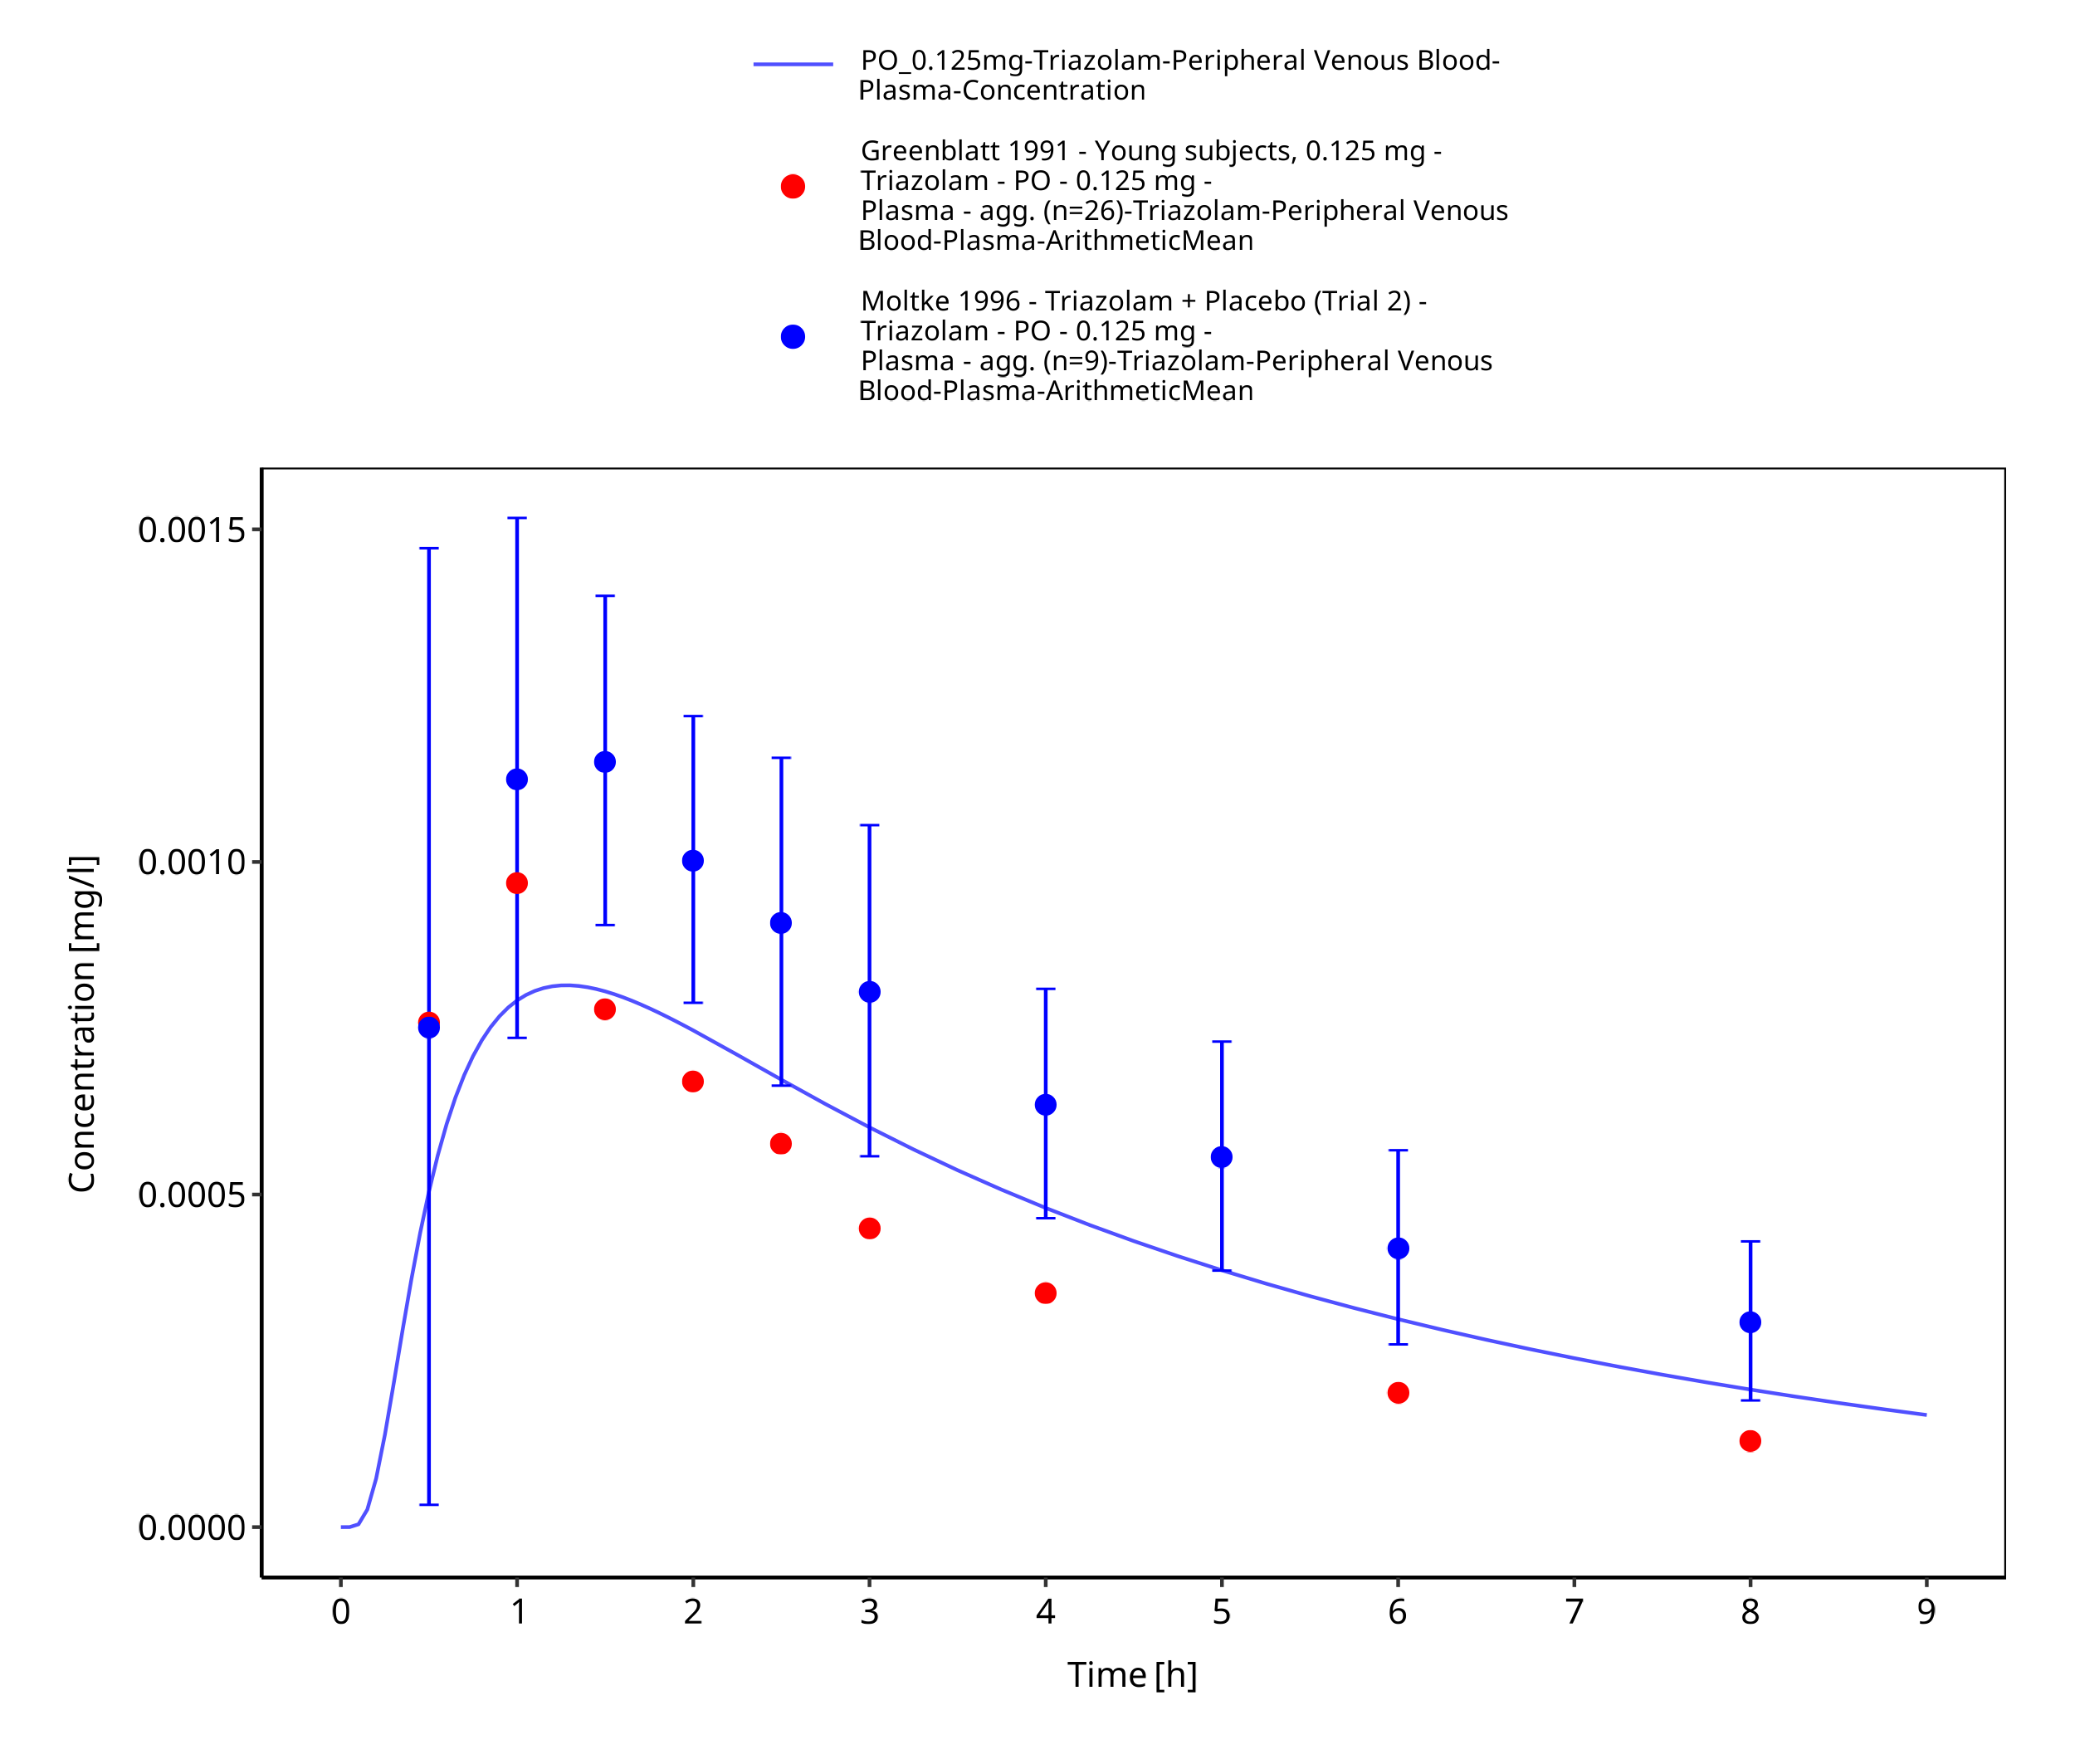 PO_0.125mg-Triazolam-Peripheral Venous Blood-
Plasma-Concentration
Greenblatt 1991 - Young subjects, 0.125 mg -
Triazolam - PO - 0.125 mg -
Plasma - agg. (n=26)-Triazolam-Peripheral Venous
Blood-Plasma-ArithmeticMean
Moltke 1996 - Triazolam + Placebo (Trial 2) -
Triazolam - PO - 0.125 mg -
Plasma - agg. (n=9)-Triazolam-Peripheral Venous
Blood-Plasma-ArithmeticMean
0.0015
0.0010
0.0005
0.0000
Concentration [mg/l]
0 1 2 3 4 5 6 7 8 9
Time [h]